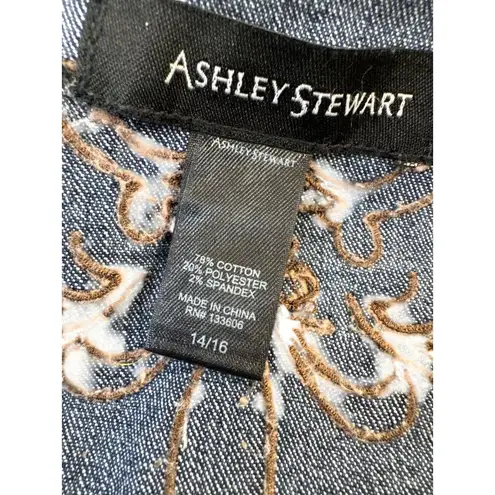 ASHLEY STEWART
ASHLEY STEWART
78% COTTON
20% POLYESTER
2% SPANDEX
MADE IN CHINA
RN# 133606
14/16